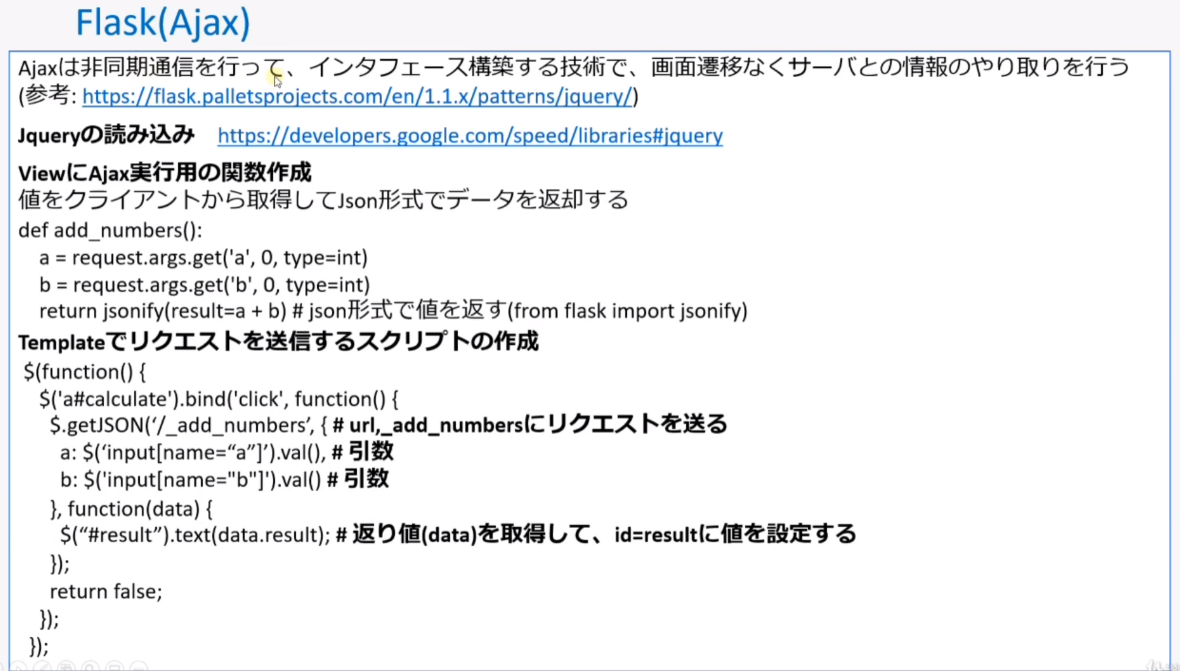 Flask(Ajax)
Ajaxは非同期通信を行って、インタフェース構築する技術で、画面遷移なくサーバとの情報のやり取りを行う
(参考: https://flask.palletsprojects.com/en/1.1.x/patterns/jquery/)
Jqueryの読み込み https://developers.google.com/speed/libraries#jquery
ViewにAjax実行用の関数作成
値をクライアントから取得してJson形式でデータを返却する
def add_numbers():
a = request.args.get('a', 0, type=int)
b = request.args.get('b', 0, type=int)
return jsonify(result=a + b) # json形式で値を返す(from flask import jsonify)
Templateでリクエストを送信するスクリプトの作成
$(function() {
$('a#calculate').bind('click', function() {
$.getJSON(‘/_add_numbers’, { # url,_add_numbersにリクエストを送る
a: $(‘input[name=“a”]’).val(), # 引数
b: $('input[name="b"]').val() # 引数
}, function(data) {
$(“#result”).text(data.result); # 返り値(data)を取得して、id=resultに値を設定する
});
return false;
});
});